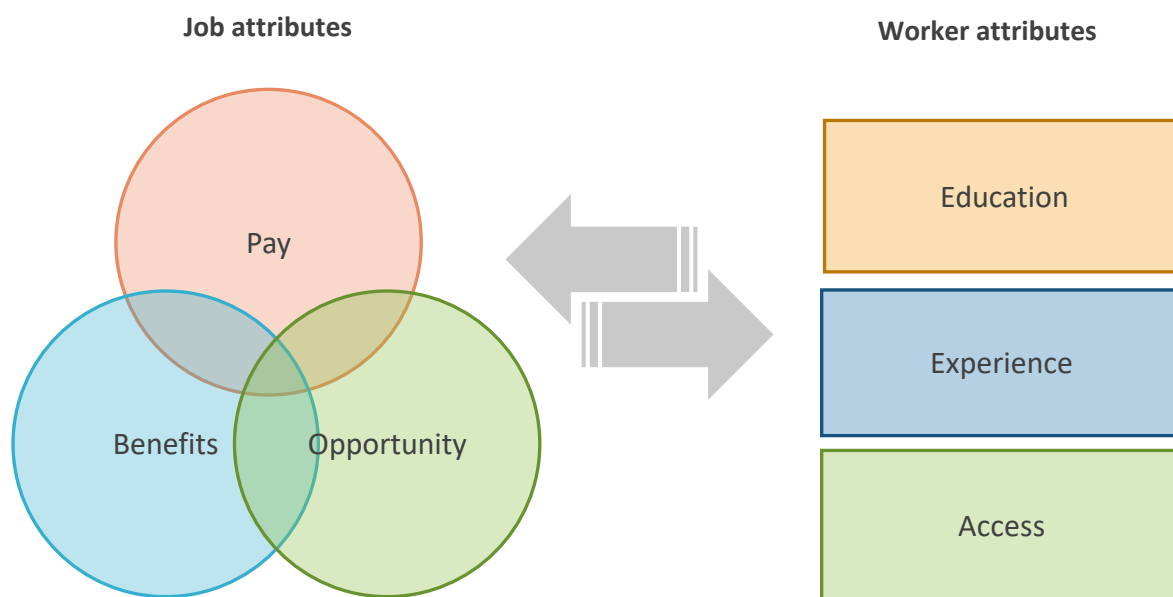 Job attributes
Worker attributes
Pay
Benefits
Opportunity
Education
Experience
Access